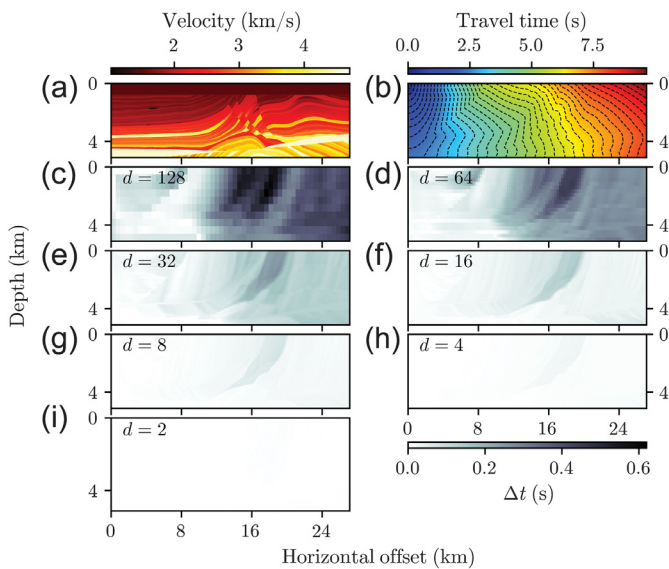 Velocity (km/s)
Travel time (s)
2 3 4
0.0 2.5 5.0 7.5
(a) 0 4
(b) 0 4
(c) d = 128 0 4
(d) d = 64 0 4
(e) d = 32 0 4
(f) d = 16 0 4
(g) d = 8 0 4
(h) d = 4 0 4
(i) d = 2 0 4
0 8 16 24
0.0 0.2 0.4 0.6
Δt (s)
0 8 16 24
Depth (km)
Horizontal offset (km)